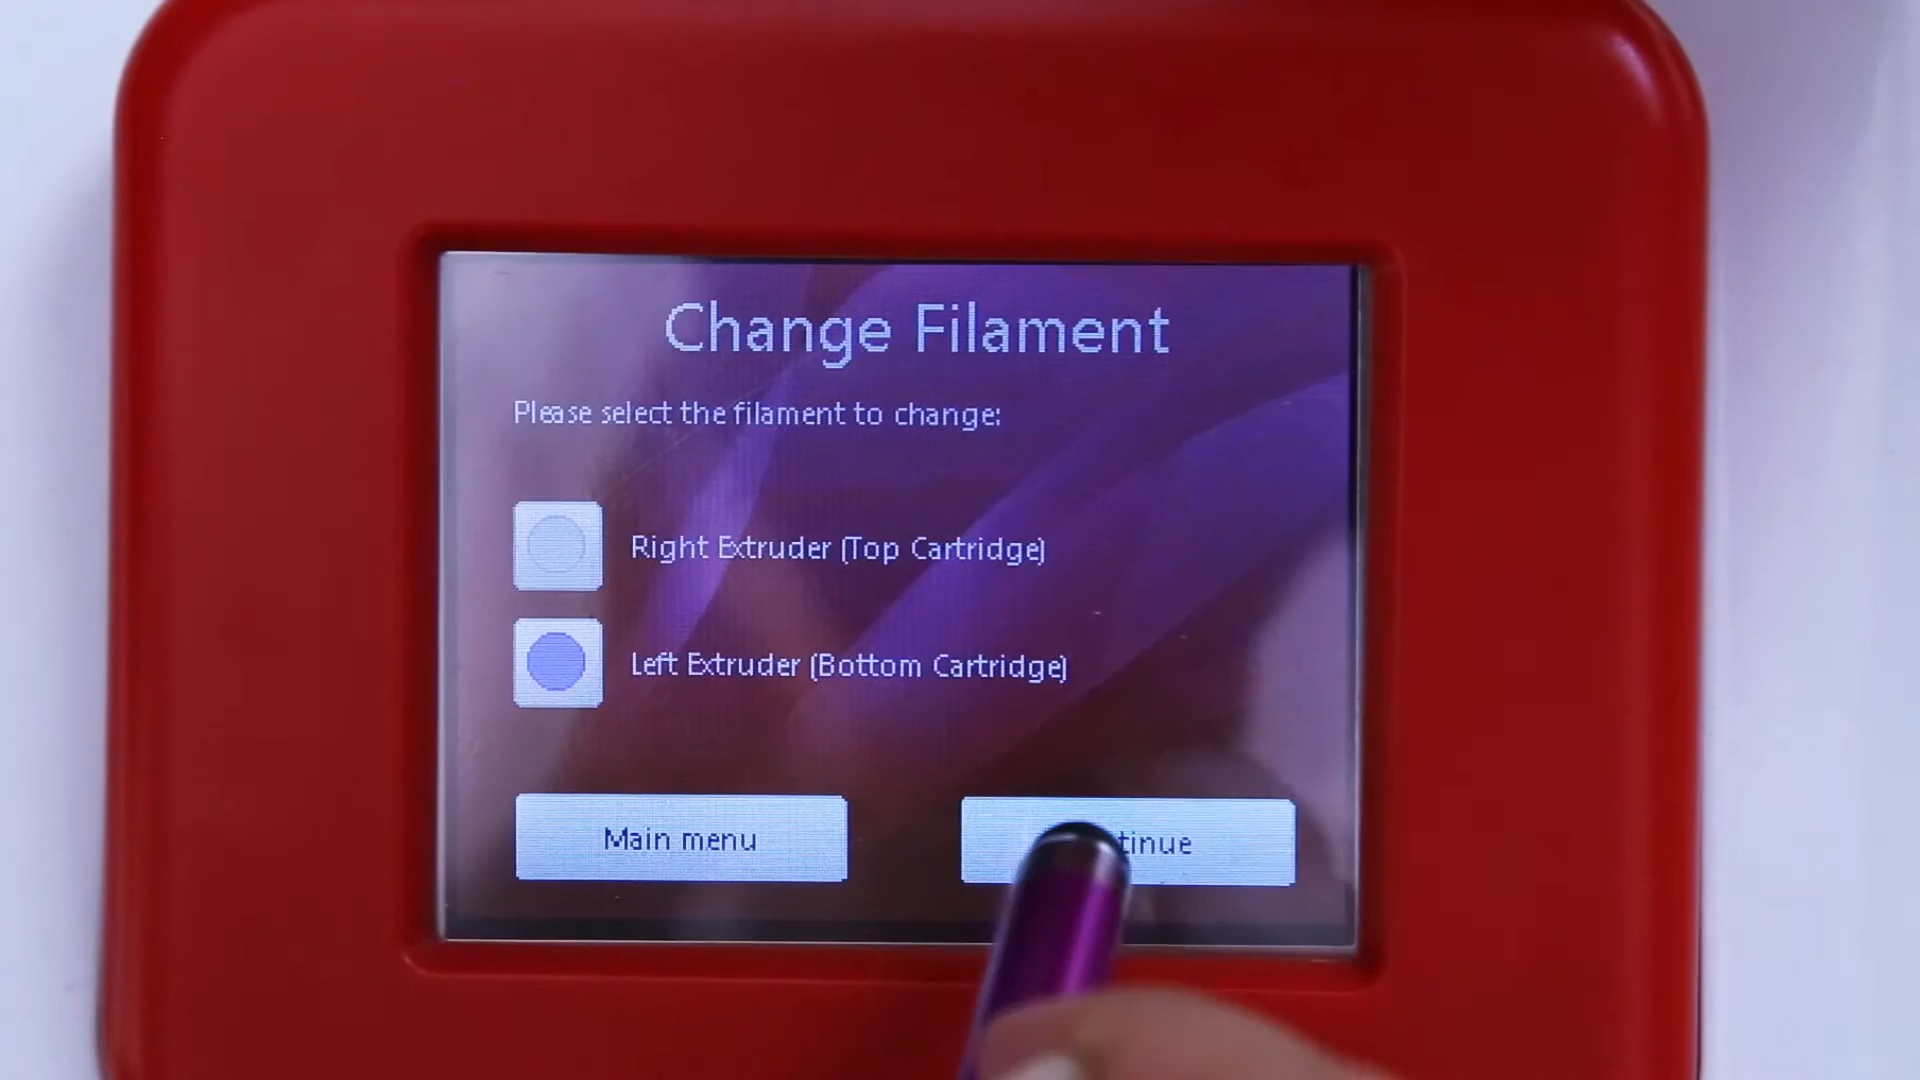 Change Filament
Please select the filament to change:
Right Extruder (Top Cartridge)
Left Extruder (Bottom Cartridge)
Main menu
tinue